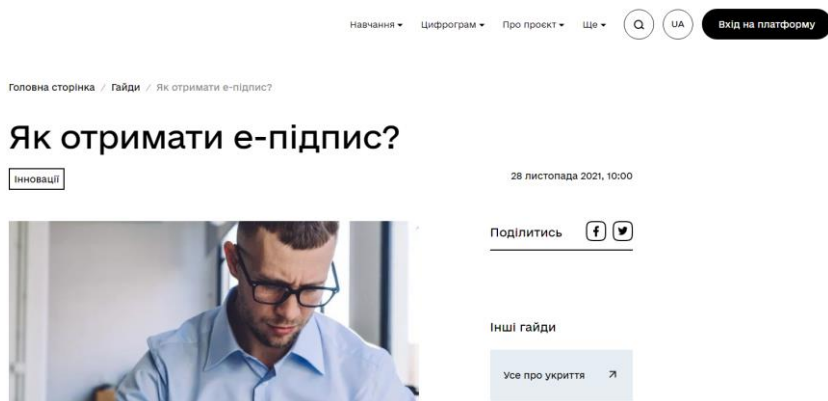 Навчання Цифрограм Про проєкт Ще UA Вхід на платформу
Головна сторінка / Гайди / Як отримати е-підпис?
Як отримати е-підпис?
Інновації
28 листопада 2021, 10:00
Поділитись
Інші гайди
Усе про укриття